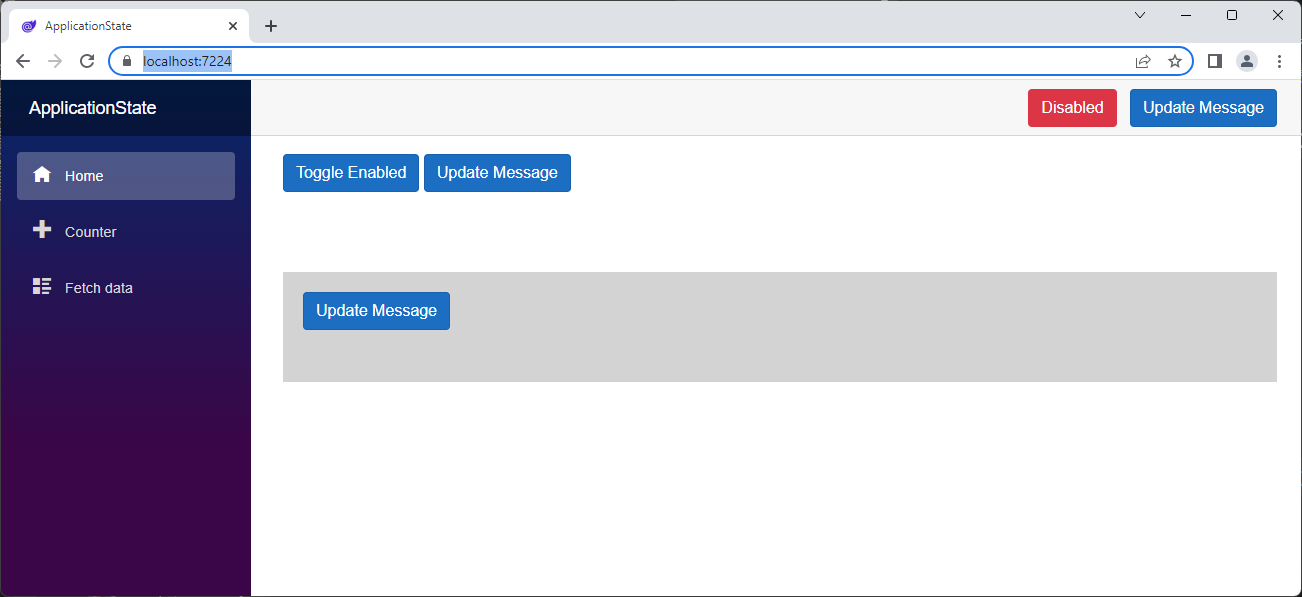 ApplicationState
localhost:7224
ApplicationState
Disabled Update Message
Home
Counter
Fetch data
Toggle Enabled Update Message
Update Message